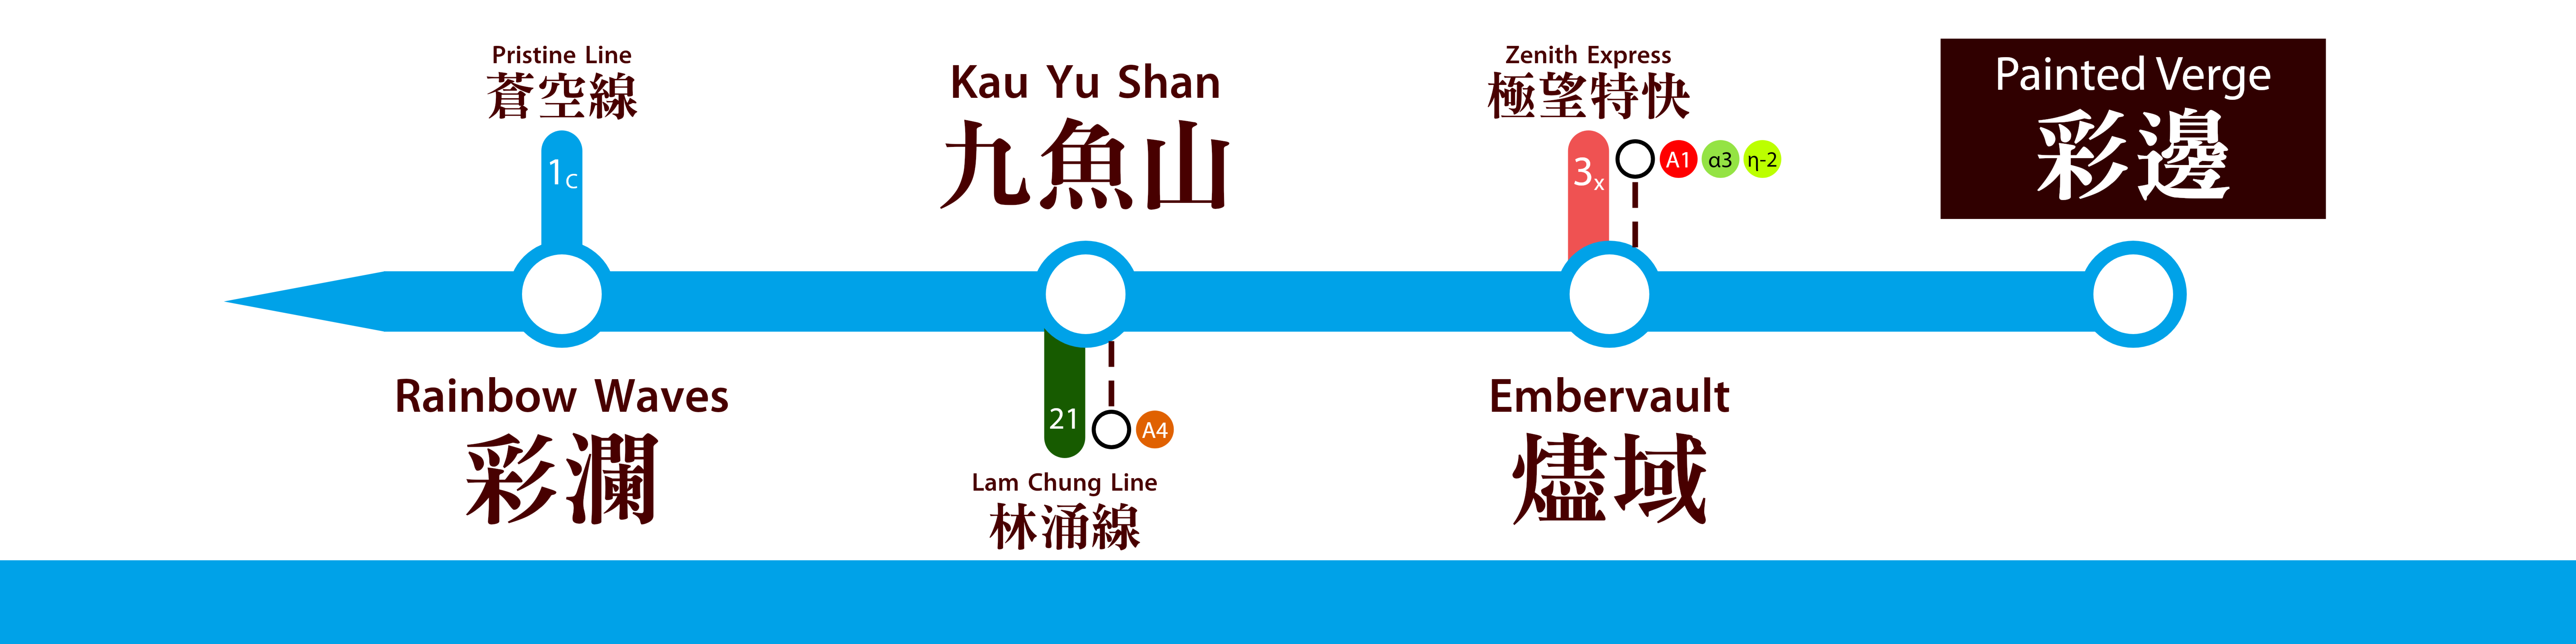 Pristine Line
蒼空線
1c
Rainbow Waves
彩瀾
Kau Yu Shan
九魚山
21
A4
Lam Chung Line
林涌線
Zenith Express
極望特快
3x
A1 α3 η-2
Embervault
燼域
Painted Verge
彩邊